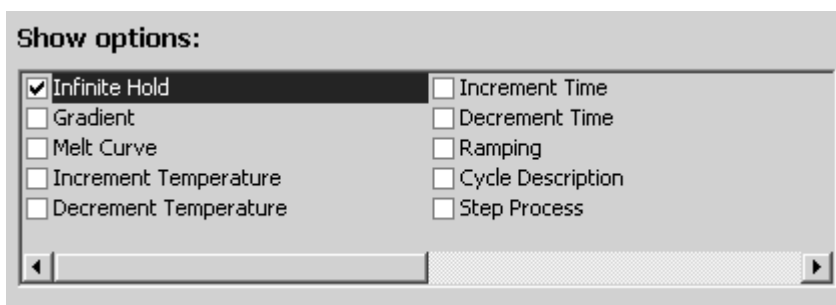 Show options:
Infinite Hold
Gradient
Melt Curve
Increment Temperature
Decrement Temperature
Increment Time
Decrement Time
Ramping
Cycle Description
Step Process